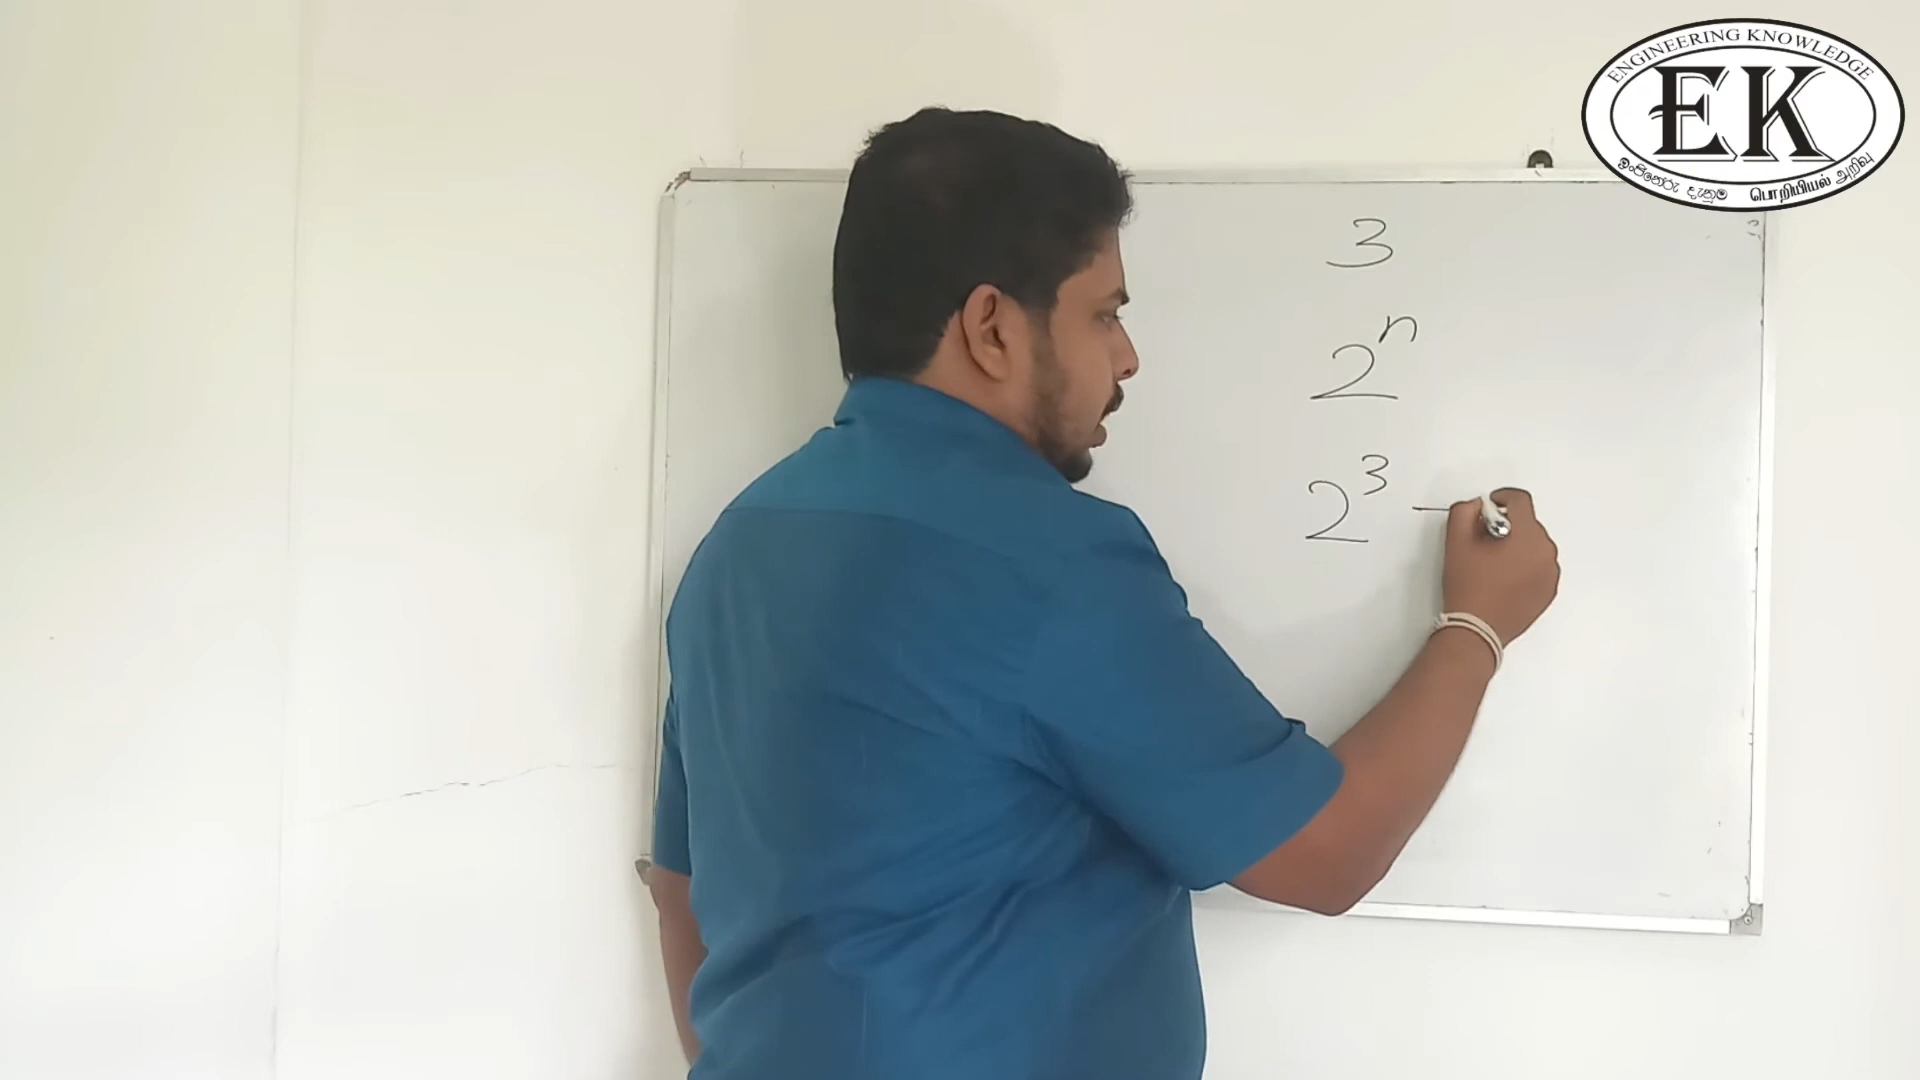 ENGINEERING KNOWLEDGE
EK
ඉංජිනේරු දැනුම பொறியியல் அறிவு
3
2ⁿ
2³ –